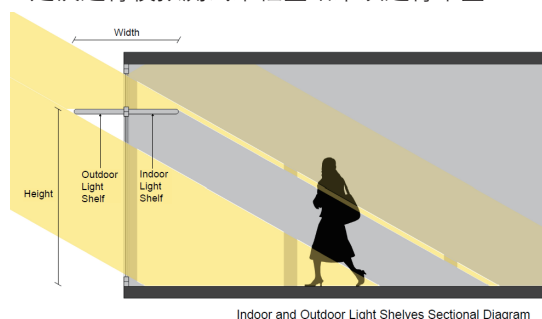 Width
Outdoor
Light
Shelf
Indoor
Light
Shelf
Height
Indoor and Outdoor Light Shelves Sectional Diagram